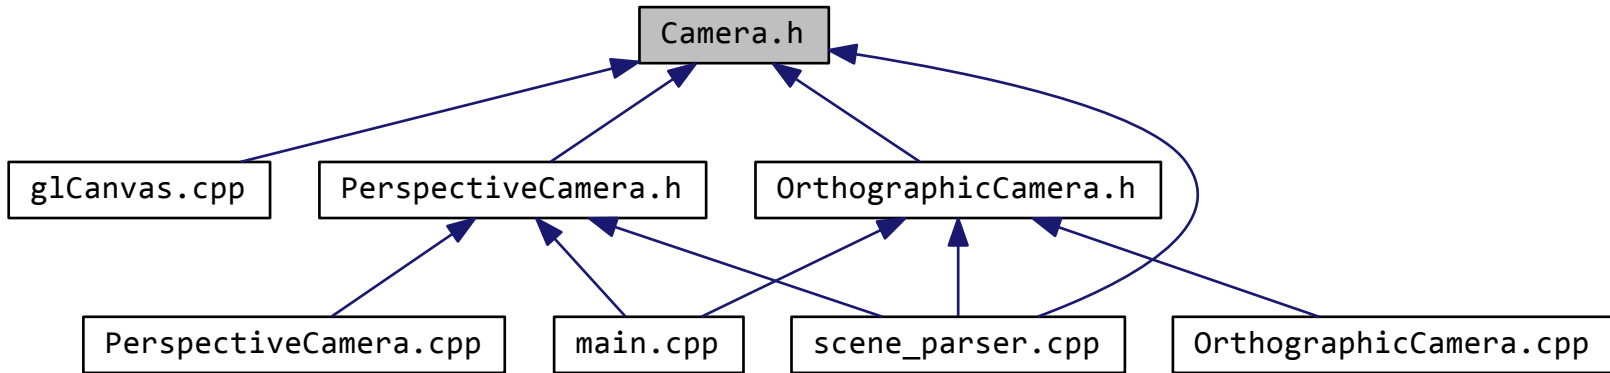 Camera.h
glCanvas.cpp
PerspectiveCamera.h
OrthographicCamera.h
PerspectiveCamera.cpp
main.cpp
scene_parser.cpp
OrthographicCamera.cpp